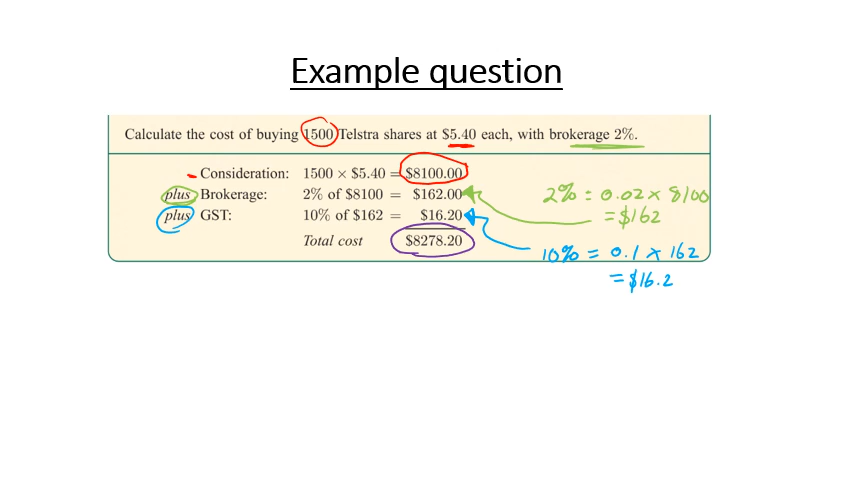 Example question
Calculate the cost of buying 1500 Telstra shares at $5.40 each, with brokerage 2%.
Consideration: 1500 × $5.40 = $8100.00
plus Brokerage: 2% of $8100 = $162.00
plus GST: 10% of $162 = $16.20
Total cost $8278.20
2% = 0.02 × 8100
= $162
10% = 0.1 × 162
= $16.2